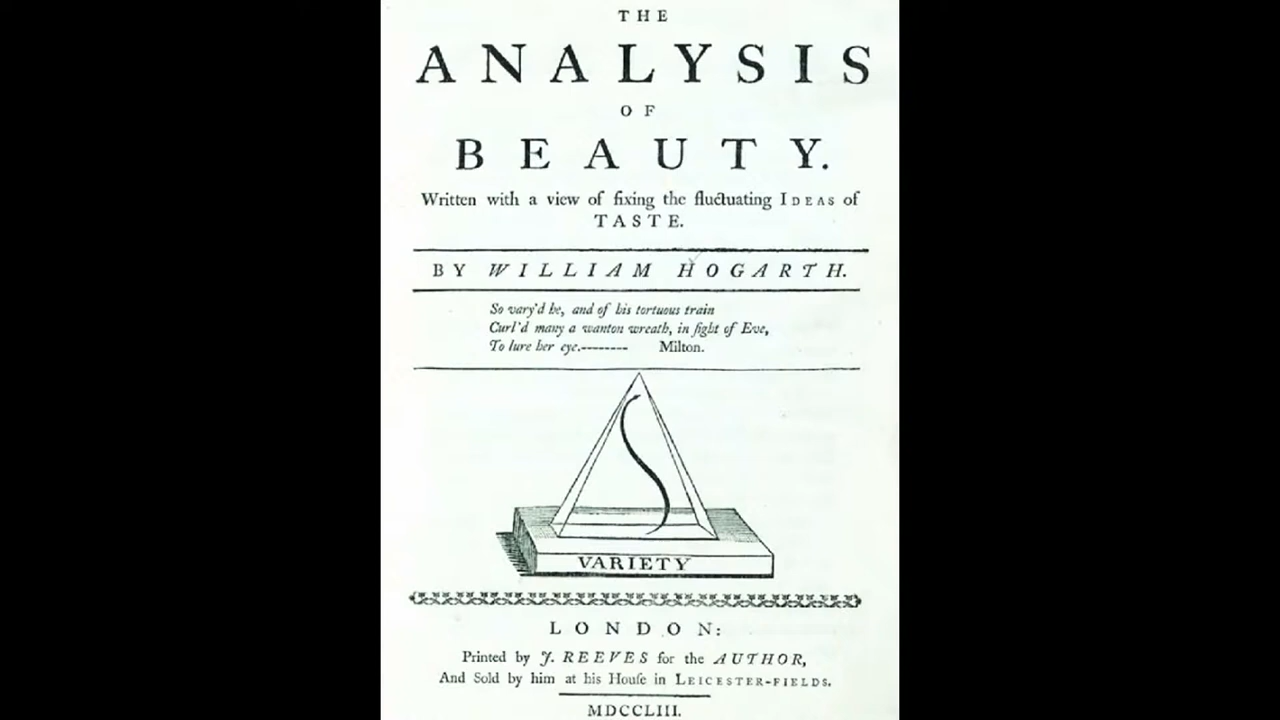 THE
ANALYSIS
OF
BEAUTY.
Written with a view of fixing the fluctuating IDEAS of
TASTE.
BY WILLIAM HOGARTH.
So vary'd he, and of his tortuous train
Curl'd many a wanton wreath, in ſight of Eve,
To lure her eye.-------- Milton.
VARIETY
LONDON:
Printed by J. REEVES for the AUTHOR,
And Sold by him at his Houſe in LEICESTER-FIELDS.
MDCCLIII.